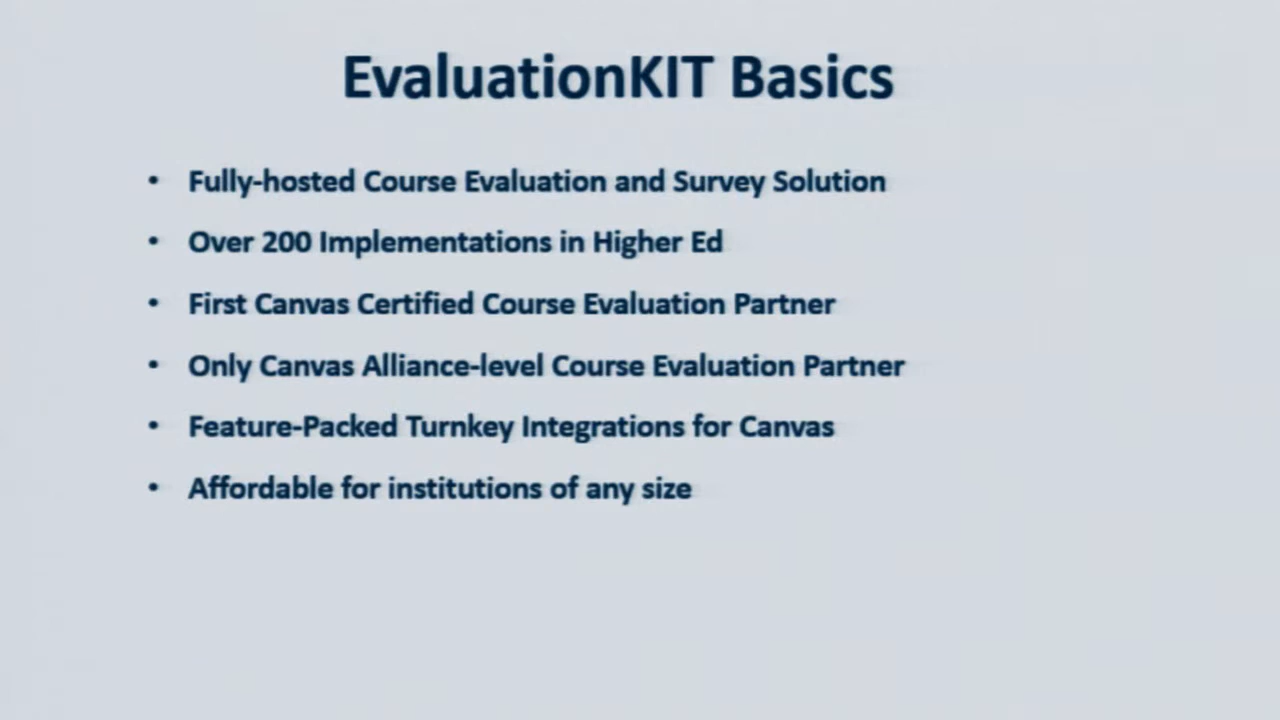 EvaluationKIT Basics
• Fully-hosted Course Evaluation and Survey Solution
• Over 200 Implementations in Higher Ed
• First Canvas Certified Course Evaluation Partner
• Only Canvas Alliance-level Course Evaluation Partner
• Feature-Packed Turnkey Integrations for Canvas
• Affordable for institutions of any size